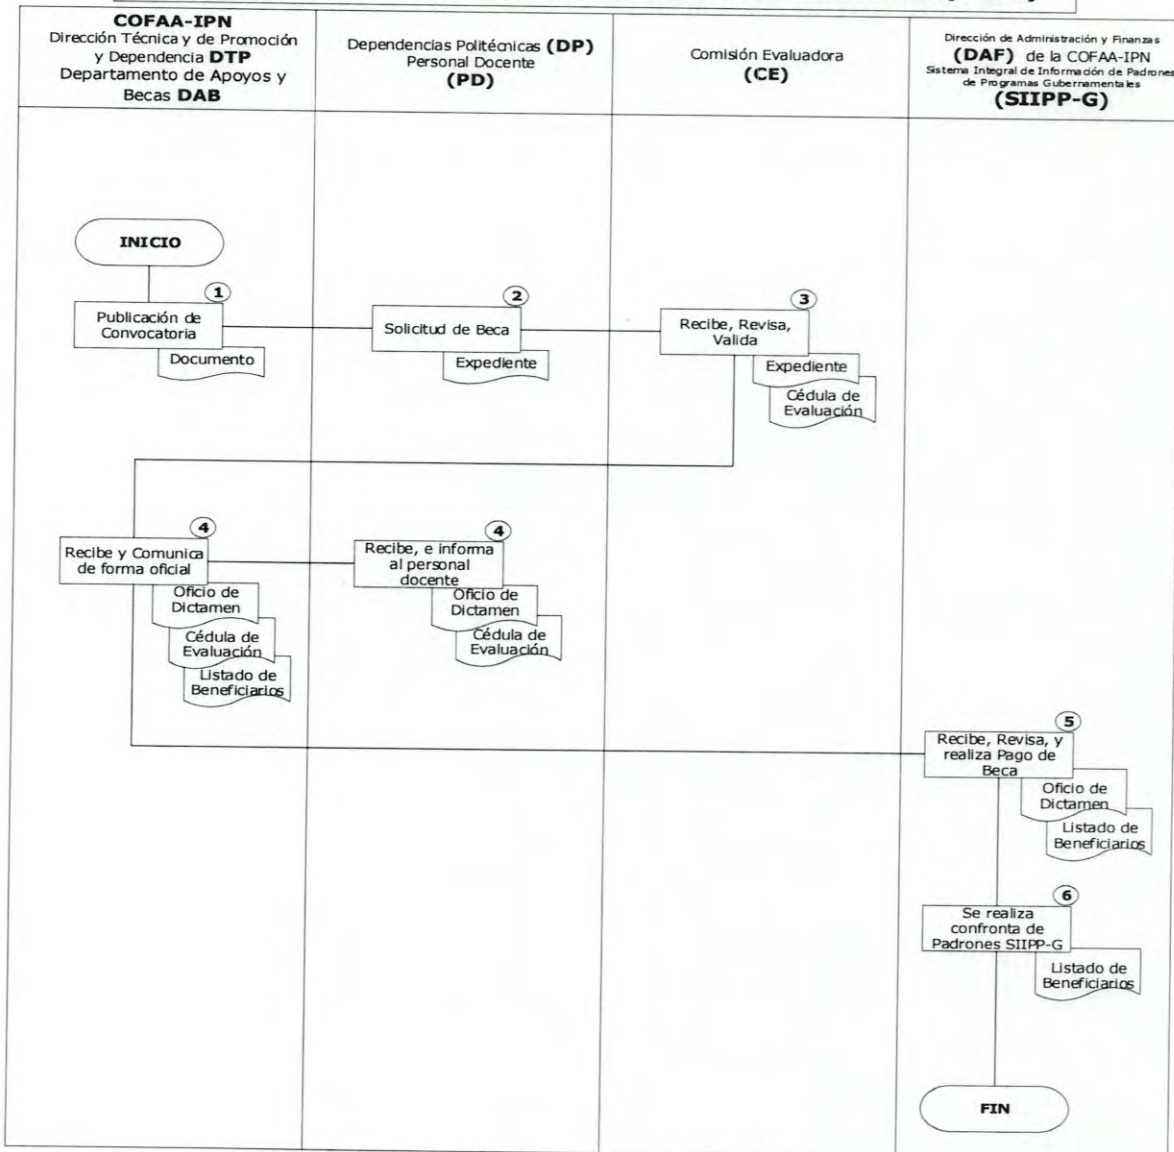 COFAA-IPN
Dirección Técnica y de Promoción
y Dependencia DTP
Departamento de Apoyos y
Becas DAB
Dependencias Politécnicas (DP)
Personal Docente
(PD)
Comisión Evaluadora
(CE)
Dirección de Administración y Finanzas
(DAF) de la COFAA-IPN
Sistema Integral de Información de Padrones
de Programas Gubernamentales
(SIIPP-G)
INICIO
1
Publicación de
Convocatoria
Documento
2
Solicitud de Beca
Expediente
3
Recibe, Revisa,
Valida
Expediente
Cédula de
Evaluación
4
Recibe y Comunica
de forma oficial
Oficio de
Dictamen
Cédula de
Evaluación
Listado de
Beneficiarios
4
Recibe, e informa
al personal
docente
Oficio de
Dictamen
Cédula de
Evaluación
5
Recibe, Revisa, y
realiza Pago de
Beca
Oficio de
Dictamen
Listado de
Beneficiarios
6
Se realiza
confronta de
Padrones SIIPP-G
Listado de
Beneficiarios
FIN